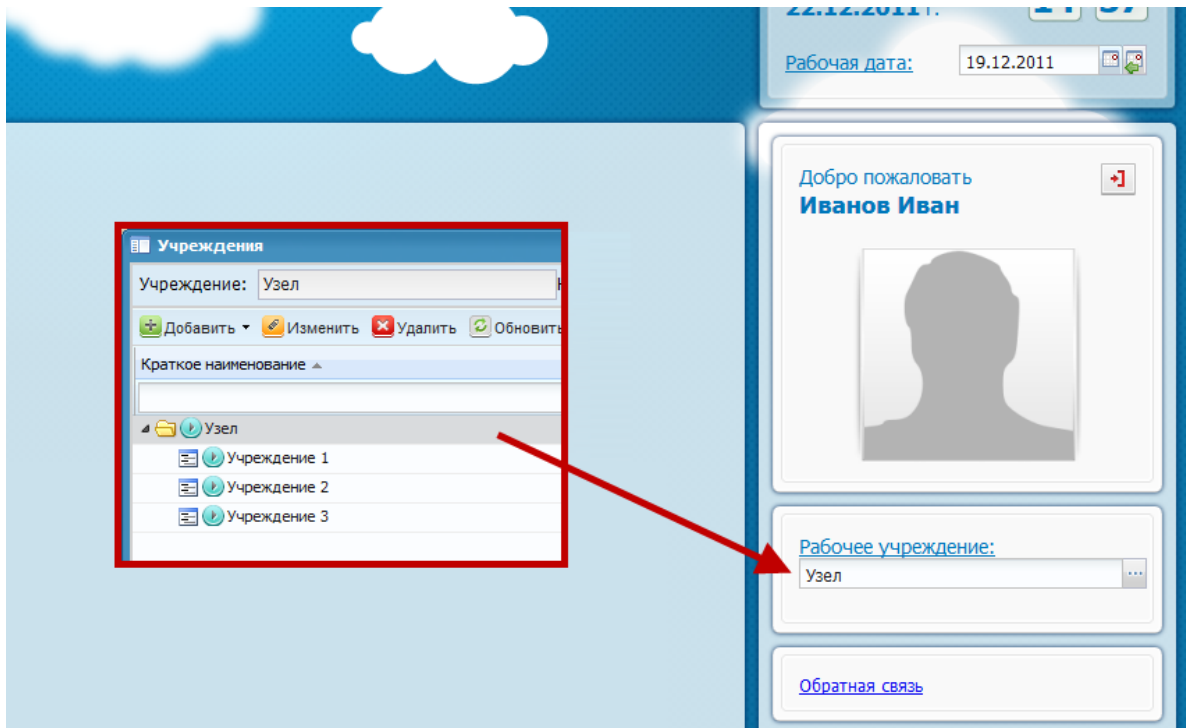 22.12.2011 г.
Рабочая дата:
19.12.2011
Добро пожаловать
Иванов Иван
Учреждения
Учреждение: Узел
Добавить Изменить Удалить Обновить
Краткое наименование
Узел
Учреждение 1
Учреждение 2
Учреждение 3
Рабочее учреждение:
Узел
Обратная связь